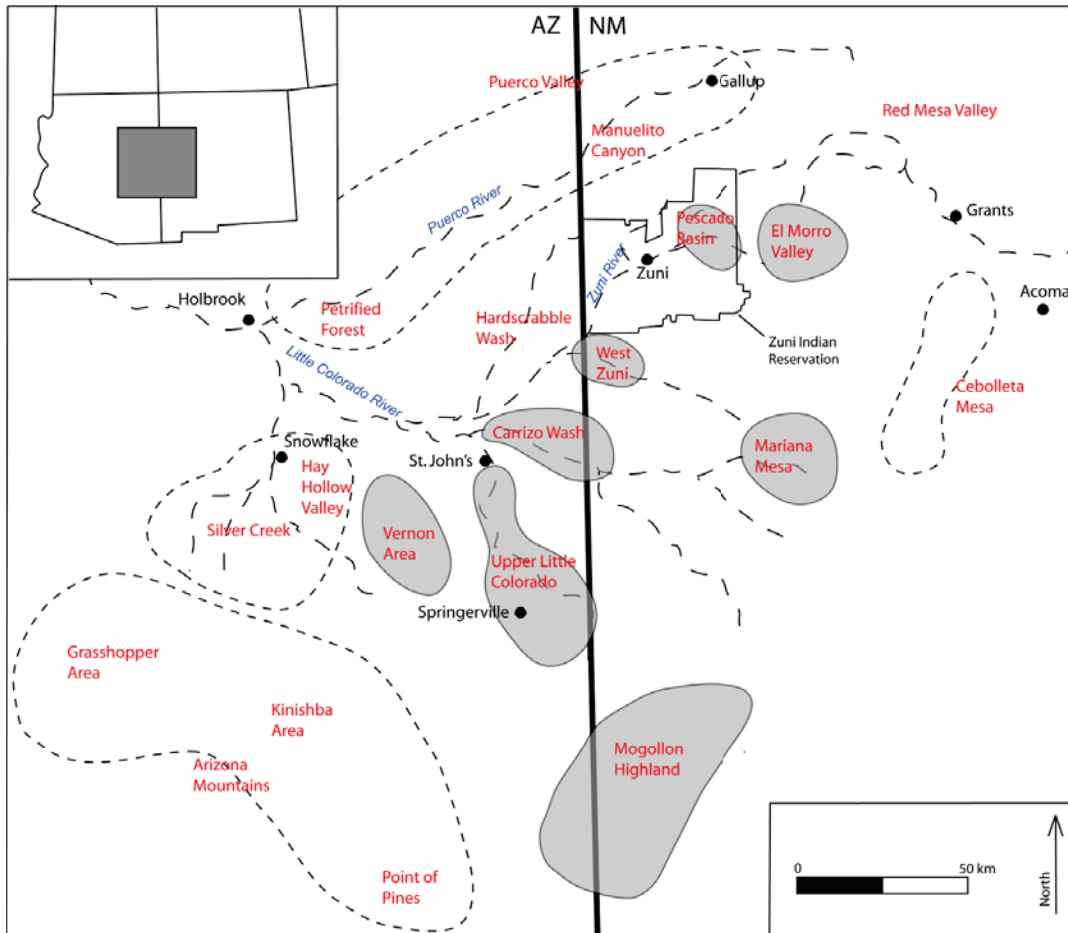 AZ
NM
Puerco Valley
Gallup
Red Mesa Valley
Manuelito
Canyon
Puerco River
Grants
Pescado
Basin
El Morro
Valley
Zuni River
Zuni
Holbrook
Petrified
Forest
Hardscrabble
Wash
Acoma
Zuni Indian
Reservation
Little Colorado River
West
Zuni
Cebolleta
Mesa
Carrizo Wash
Snowflake
St. John's
Mariana
Mesa
Hay
Hollow
Valley
Silver Creek
Vernon
Area
Upper Little
Colorado
Springerville
Grasshopper
Area
Kinishba
Area
Arizona
Mountains
Mogollon
Highland
Point of
Pines
0
50 km
North